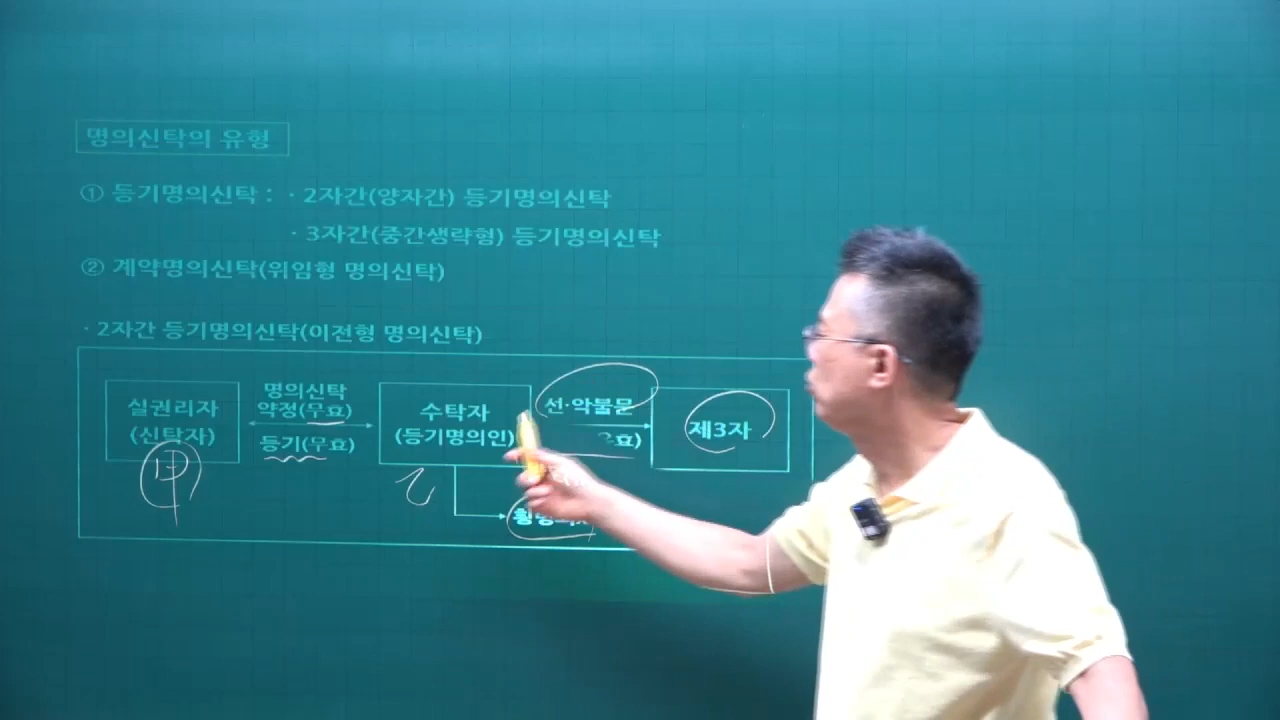 명의신탁의 유형
① 등기명의신탁 : · 2자간(양자간) 등기명의신탁
· 3자간(중간생략형) 등기명의신탁
② 계약명의신탁(위임형 명의신탁)
· 2자간 등기명의신탁(이전형 명의신탁)
실권리자
(신탁자)
甲
명의신탁
약정(무효)
등기(무효)
수탁자
(등기명의인)
乙
선·악불문
효)
제3자